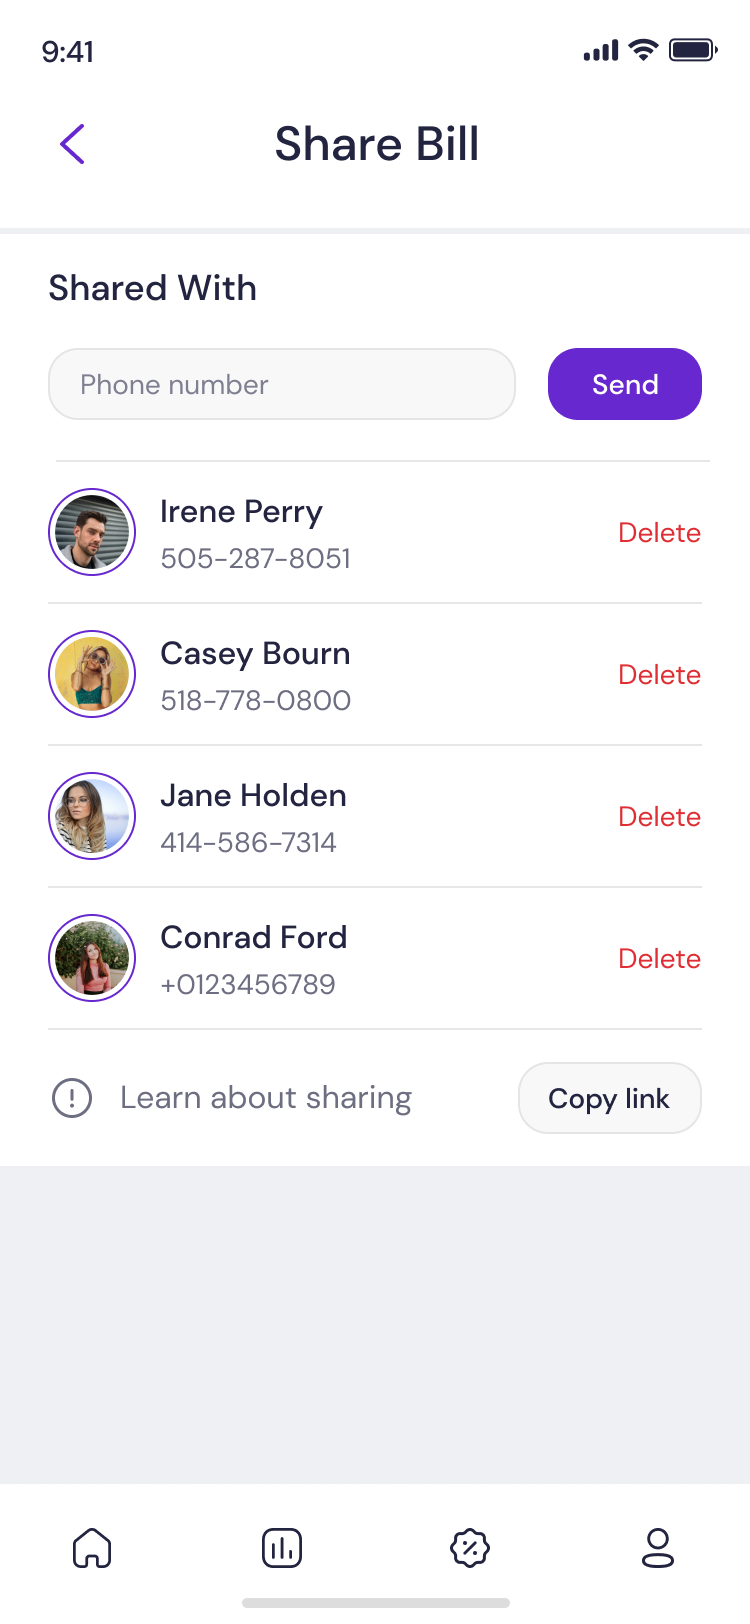 9:41
Share Bill
Shared With
Phone number
Send
Irene Perry
505-287-8051
Delete
Casey Bourn
518-778-0800
Delete
Jane Holden
414-586-7314
Delete
Conrad Ford
+0123456789
Delete
Learn about sharing
Copy link